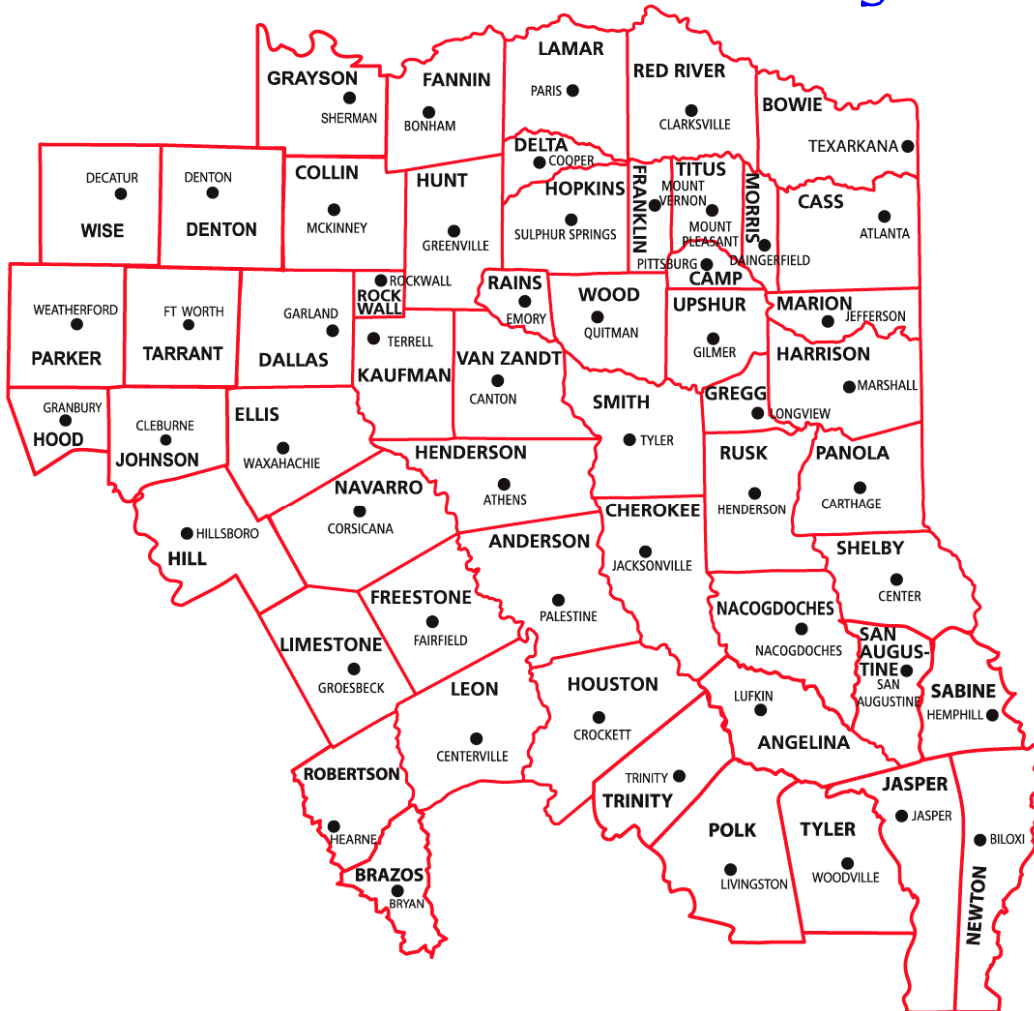 LAMAR
GRAYSON
FANNIN
RED RIVER
PARIS
SHERMAN
BONHAM
CLARKSVILLE
BOWIE
TEXARKANA
DELTA
COOPER
DECATUR
DENTON
COLLIN
HUNT
HOPKINS
FRANKLIN
TITUS
MOUNT
VERNON
MORRIS
CASS
WISE
DENTON
MCKINNEY
GREENVILLE
SULPHUR SPRINGS
MOUNT
PLEASANT
ATLANTA
PITTSBURG
DAINGERFIELD
CAMP
ROCKWALL
ROCK
WALL
RAINS
EMORY
WOOD
QUITMAN
UPSHUR
GILMER
MARION
JEFFERSON
WEATHERFORD
FT WORTH
GARLAND
PARKER
TARRANT
DALLAS
TERRELL
KAUFMAN
VAN ZANDT
CANTON
HARRISON
MARSHALL
GRANBURY
HOOD
CLEBURNE
JOHNSON
ELLIS
WAXAHACHIE
SMITH
TYLER
GREGG
LONGVIEW
HENDERSON
ATHENS
RUSK
HENDERSON
PANOLA
CARTHAGE
NAVARRO
CORSICANA
HILLSBORO
HILL
ANDERSON
PALESTINE
CHEROKEE
JACKSONVILLE
SHELBY
CENTER
FREESTONE
FAIRFIELD
NACOGDOCHES
NACOGDOCHES
LIMESTONE
GROESBECK
SAN
AUGUS-
TINE
SAN
AUGUSTINE
SABINE
HEMPHILL
LEON
CENTERVILLE
HOUSTON
CROCKETT
LUFKIN
ANGELINA
ROBERTSON
HEARNE
TRINITY
TRINITY
JASPER
JASPER
POLK
LIVINGSTON
TYLER
WOODVILLE
BILOXI
NEWTON
BRAZOS
BRYAN